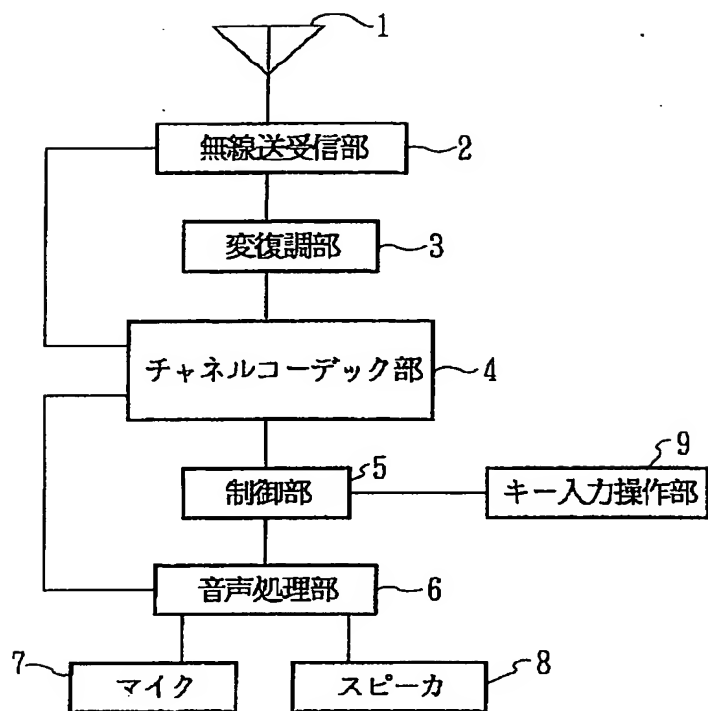 1
無線送受信部
2
変復調部
3
チャネルコーデック部
4
制御部
5
キー入力操作部
9
音声処理部
6
7
マイク
スピーカ
8